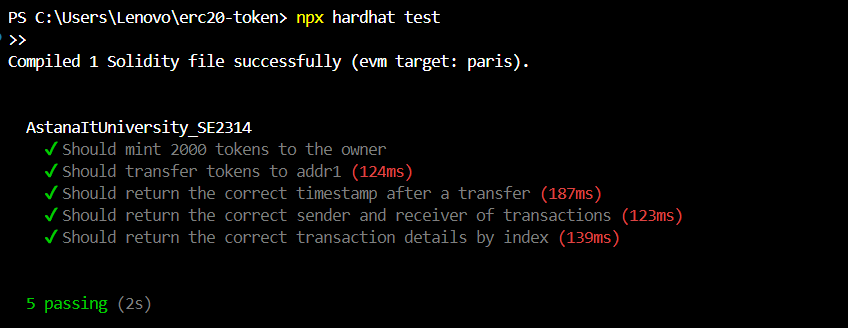 PS C:\Users\Lenovo\erc20-token> npx hardhat test
>>
Compiled 1 Solidity file successfully (evm target: paris).
AstanaItUniversity_SE2314
✓ Should mint 2000 tokens to the owner
✓ Should transfer tokens to addr1 (124ms)
✓ Should return the correct timestamp after a transfer (187ms)
✓ Should return the correct sender and receiver of transactions (123ms)
✓ Should return the correct transaction details by index (139ms)
5 passing (2s)